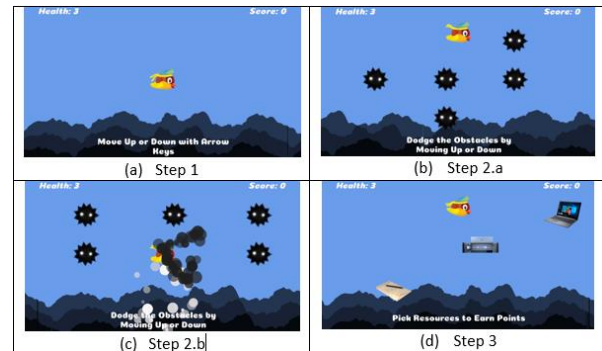 Health: 3 Score: 0
Move Up or Down with Arrow
Keys
(a) Step 1
Health: 3 Score: 0
Dodge the Obstacles by
Moving Up or Down
(b) Step 2.a
Health: 3 Score: 0
Dodge the Obstacles by
Moving Up or Down
(c) Step 2.b
Health: 3 Score: 0
Pick Resources to Earn Points
(d) Step 3